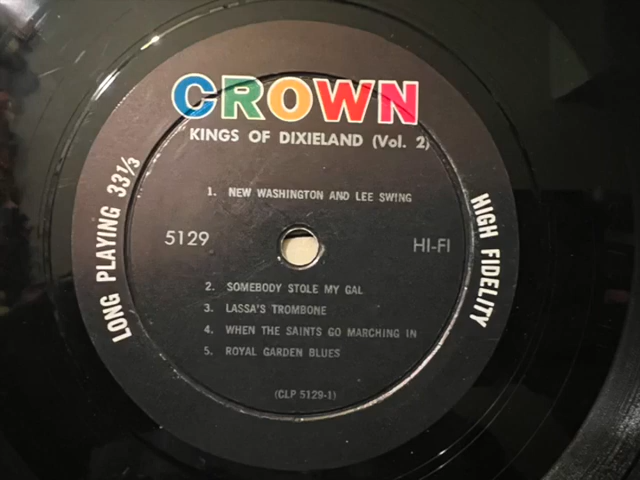 CROWN
KINGS OF DIXIELAND (Vol. 2)
1. NEW WASHINGTON AND LEE SWING
LONG PLAYING 33⅓
5129
HI-FI
HIGH FIDELITY
2. SOMEBODY STOLE MY GAL
3. LASSA'S TROMBONE
4. WHEN THE SAINTS GO MARCHING IN
5. ROYAL GARDEN BLUES
(CLP 5129-1)